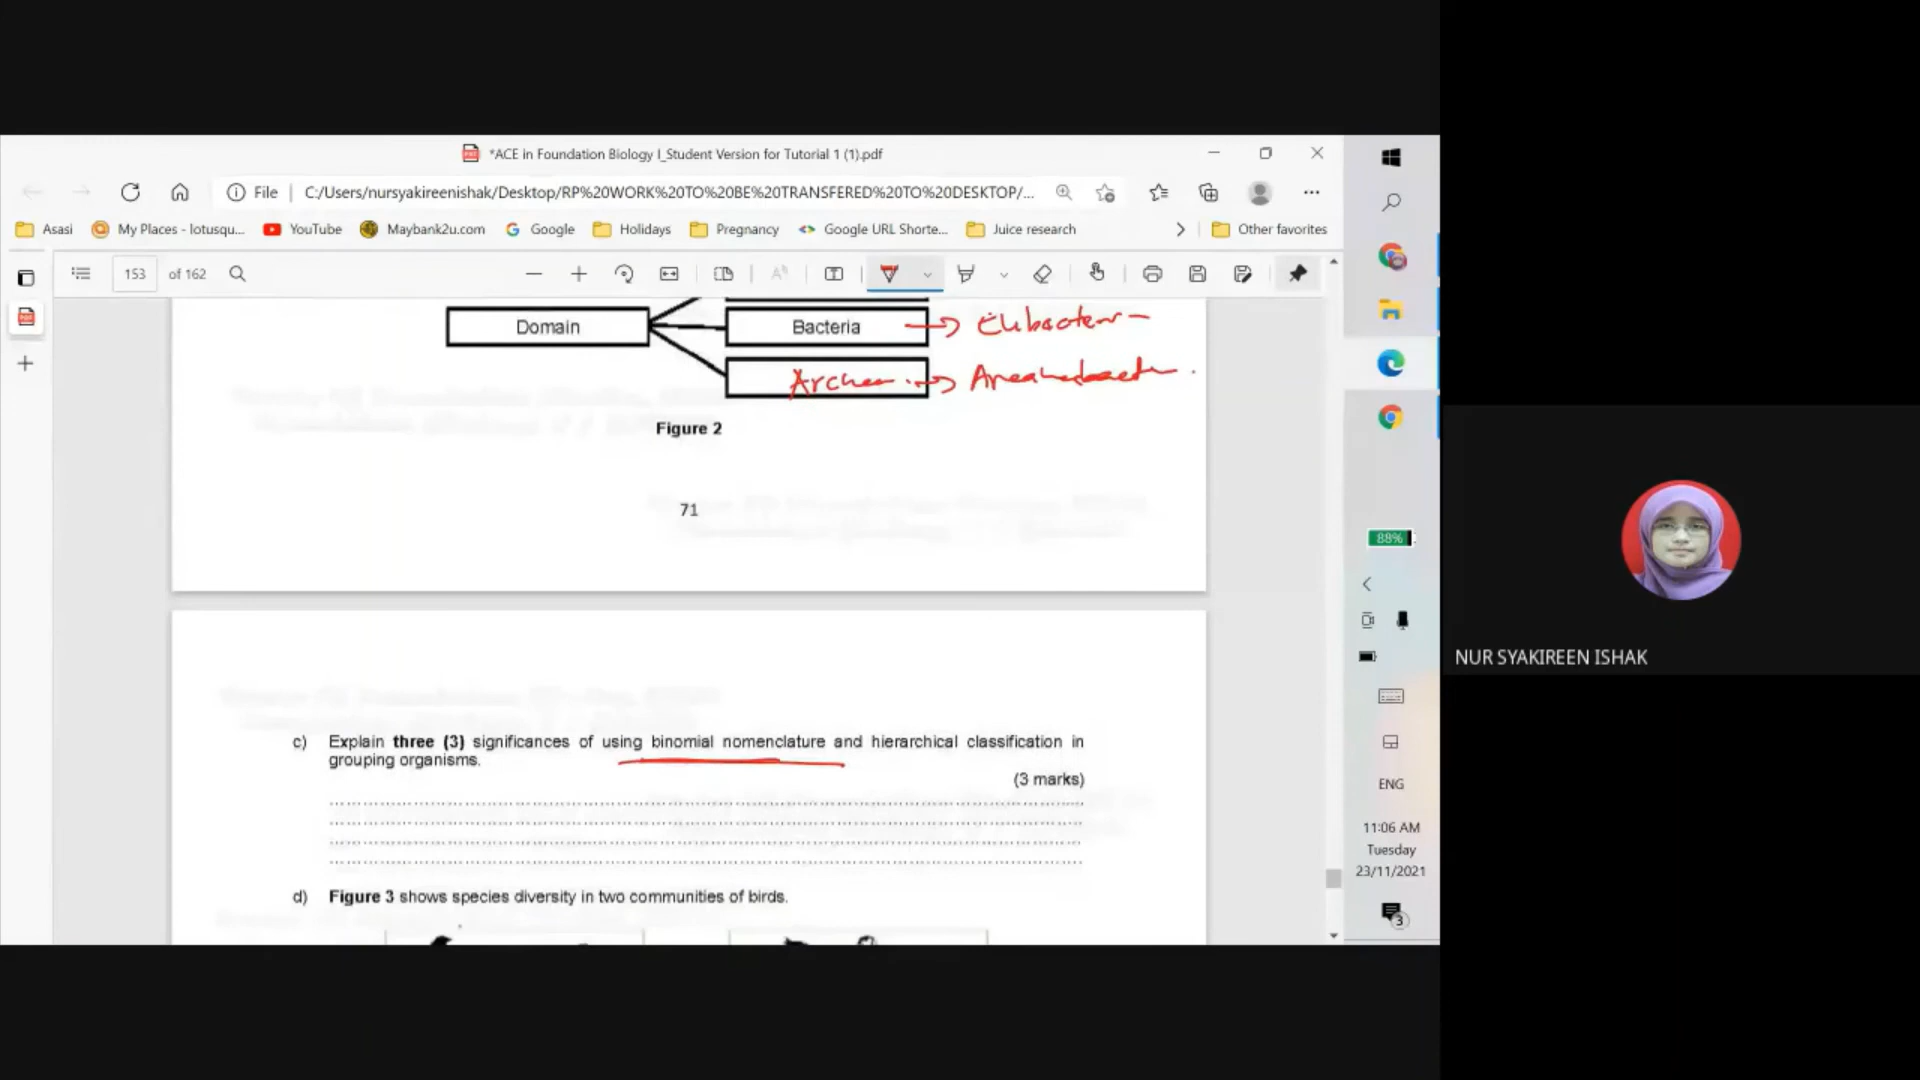 *ACE in Foundation Biology I_Student Version for Tutorial 1 (1).pdf
File | C:/Users/nursyakireenishak/Desktop/RP%20WORK%20TO%20BE%20TRANSFERED%20TO%20DESKTOP/...
Asasi My Places - lotusqu... YouTube Maybank2u.com Google Holidays Pregnancy Google URL Shorte... Juice research Other favorites
153 of 162
Domain
Bacteria
Figure 2
71
c) Explain three (3) significances of using binomial nomenclature and hierarchical classification in
grouping organisms.
(3 marks)
d) Figure 3 shows species diversity in two communities of birds.
88%
ENG
11:06 AM
Tuesday
23/11/2021
3
NUR SYAKIREEN ISHAK